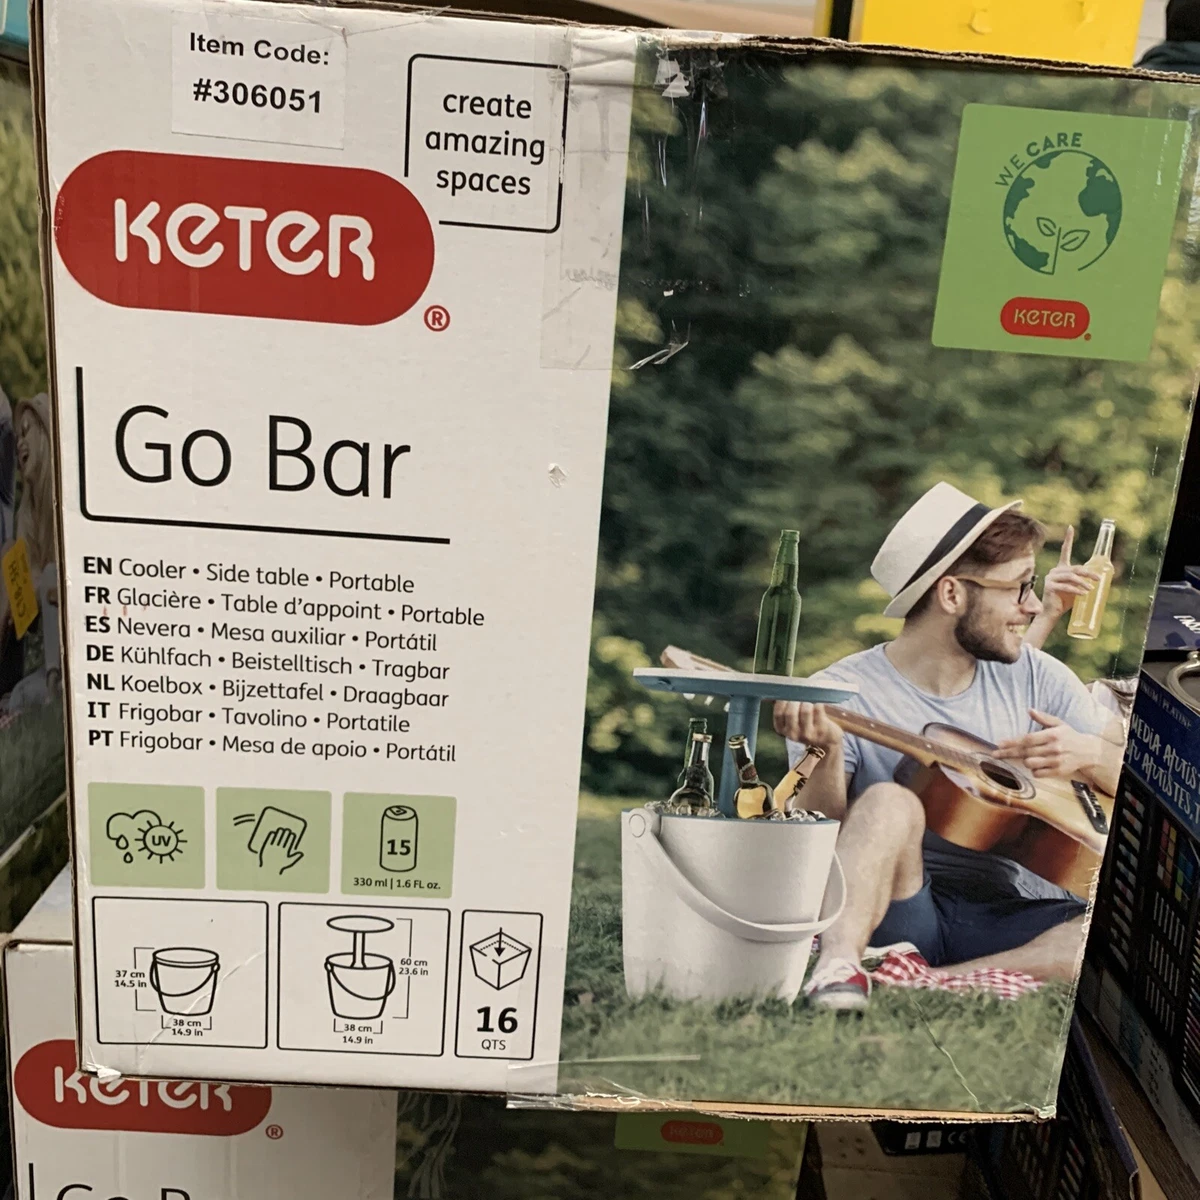 Item Code:
#306051
create
amazing
spaces
KETER
®
Go Bar
EN Cooler • Side table • Portable
FR Glacière • Table d'appoint • Portable
ES Nevera • Mesa auxiliar • Portátil
DE Kühlfach • Beistelltisch • Tragbar
NL Koelbox • Bijzettafel • Draagbaar
IT Frigobar • Tavolino • Portatile
PT Frigobar • Mesa de apoio • Portátil
UV
15
330 ml | 1.6 FL oz.
37 cm
14.5 in
38 cm
14.9 in
60 cm
23.6 in
38 cm
14.9 in
16
QTS
WE CARE
KETER
KETER
®
KETER
MEDIA ARTIS
ARTISTES